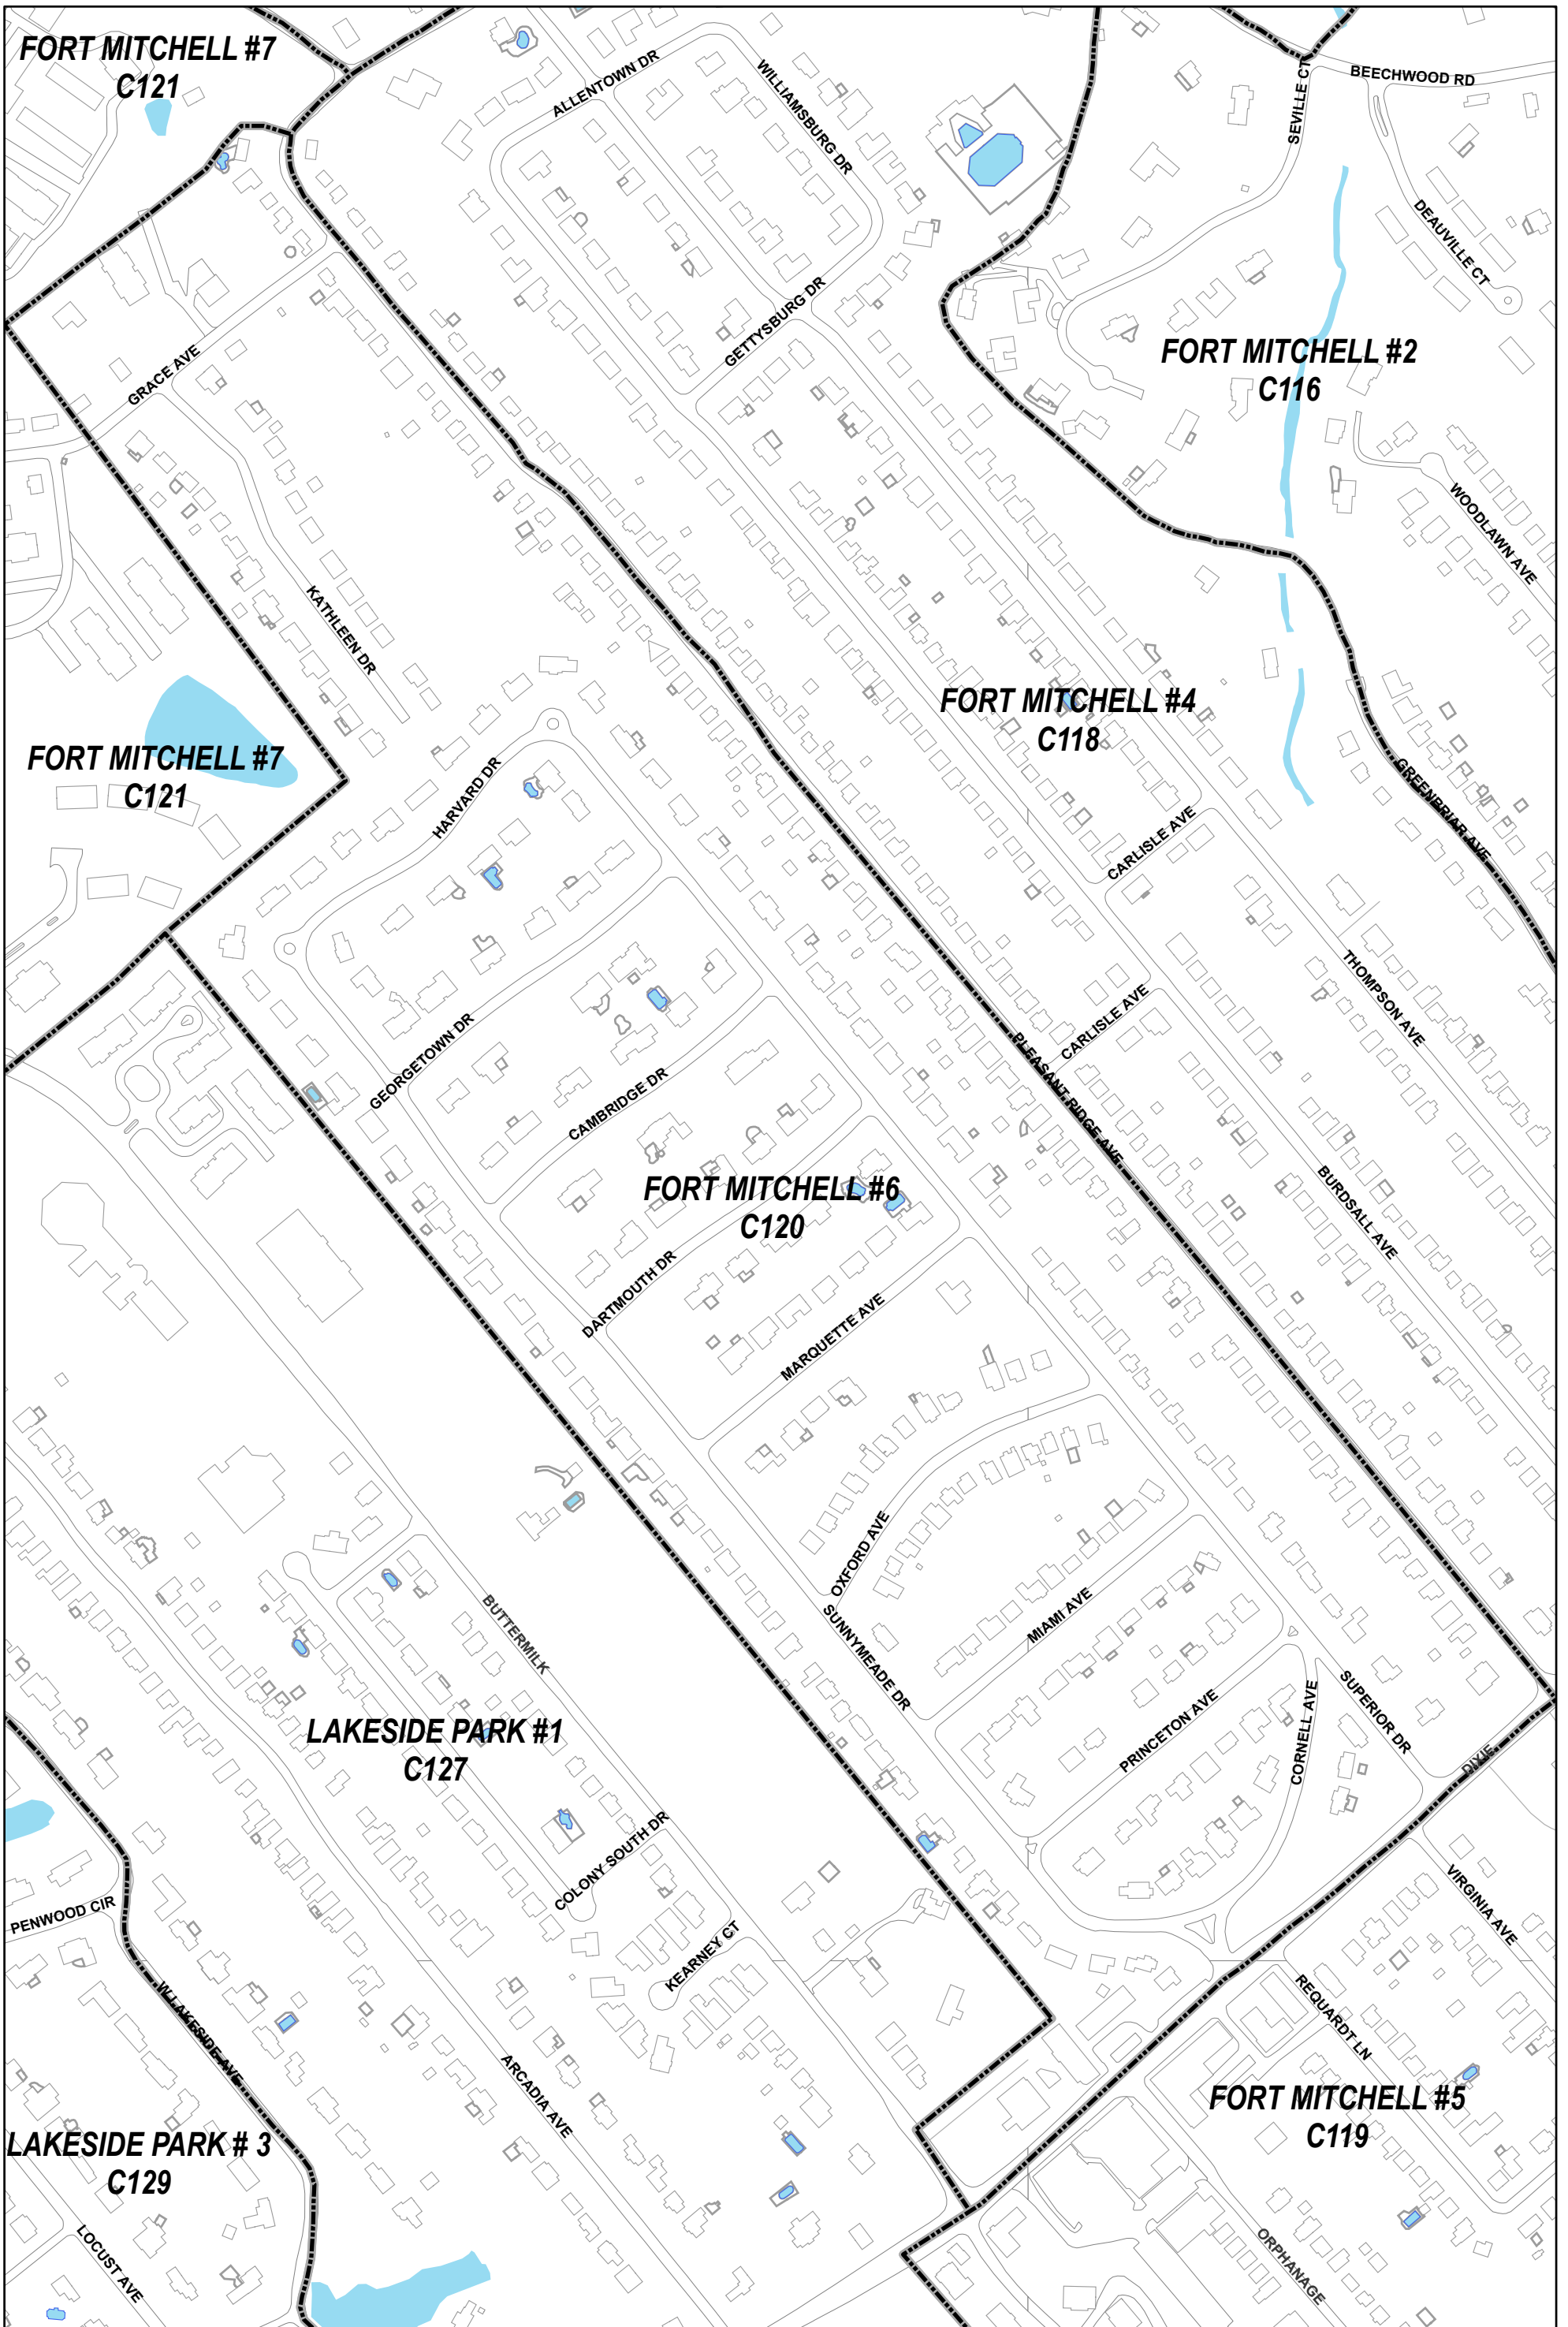 FORT MITCHELL #7
C121
ALLENTOWN DR
WILLIAMSBURG DR
SEVILLE CT
BEECHWOOD RD
DEAUVILLE CT
GETTYSBURG DR
GRACE AVE
FORT MITCHELL #2
C116
WOODLAWN AVE
KATHLEEN DR
FORT MITCHELL #4
C118
FORT MITCHELL #7
C121
HARVARD DR
GREENBRIAR AVE
CARLISLE AVE
THOMPSON AVE
CARLISLE AVE
GEORGETOWN DR
PLEASANT RIDGE AVE
CAMBRIDGE DR
FORT MITCHELL #6
C120
BURDSALL AVE
DARTMOUTH DR
MARQUETTE AVE
OXFORD AVE
MIAMI AVE
BUTTERMILK
SUNNYMEADE DR
SUPERIOR DR
PRINCETON AVE
CORNELL AVE
LAKESIDE PARK #1
C127
DIXIE
COLONY SOUTH DR
VIRGINIA AVE
PENWOOD CIR
KEARNEY CT
REQUARDT LN
W LAKESIDE AVE
ARCADIA AVE
FORT MITCHELL #5
C119
LAKESIDE PARK # 3
C129
LOCUST AVE
ORPHANAGE